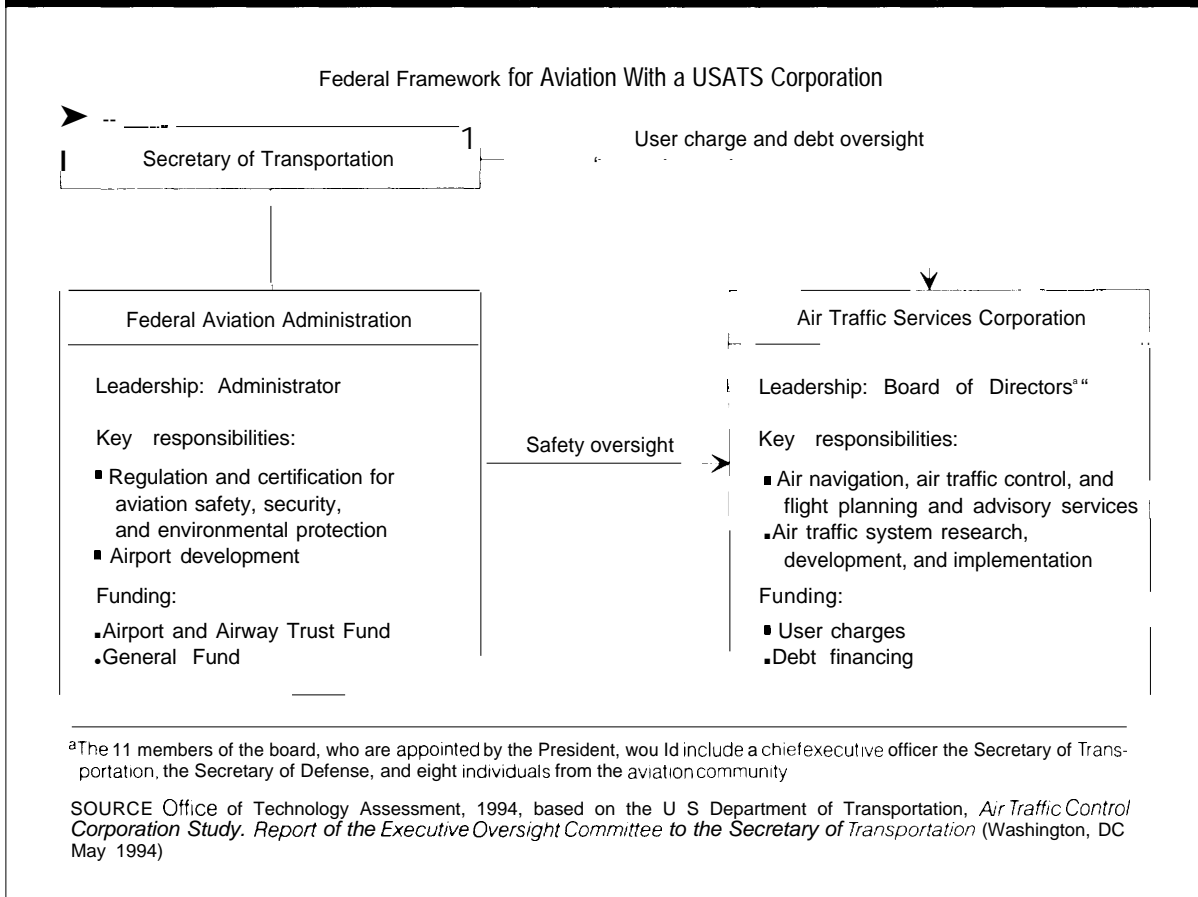 Federal Framework for Aviation With a USATS Corporation
Secretary of Transportation
User charge and debt oversight
Federal Aviation Administration
Leadership: Administrator
Key responsibilities:
▪ Regulation and certification for
aviation safety, security,
and environmental protection
▪ Airport development
Funding:
▪Airport and Airway Trust Fund
▪General Fund
Safety oversight
Air Traffic Services Corporation
Leadership: Board of Directorsª“
Key responsibilities:
▪ Air navigation, air traffic control, and
flight planning and advisory services
▪Air traffic system research,
development, and implementation
Funding:
▪ User charges
▪Debt financing
ªThe 11 members of the board, who are appointed by the President, wou ld include a chiefexecutive officer the Secretary of Trans-
portation, the Secretary of Defense, and eight individuals from the aviation community
SOURCE Office of Technology Assessment, 1994, based on the U S Department of Transportation, Air Traffic Control
Corporation Study. Report of the Executive Oversight Committee to the Secretary of Transportation (Washington, DC
May 1994)